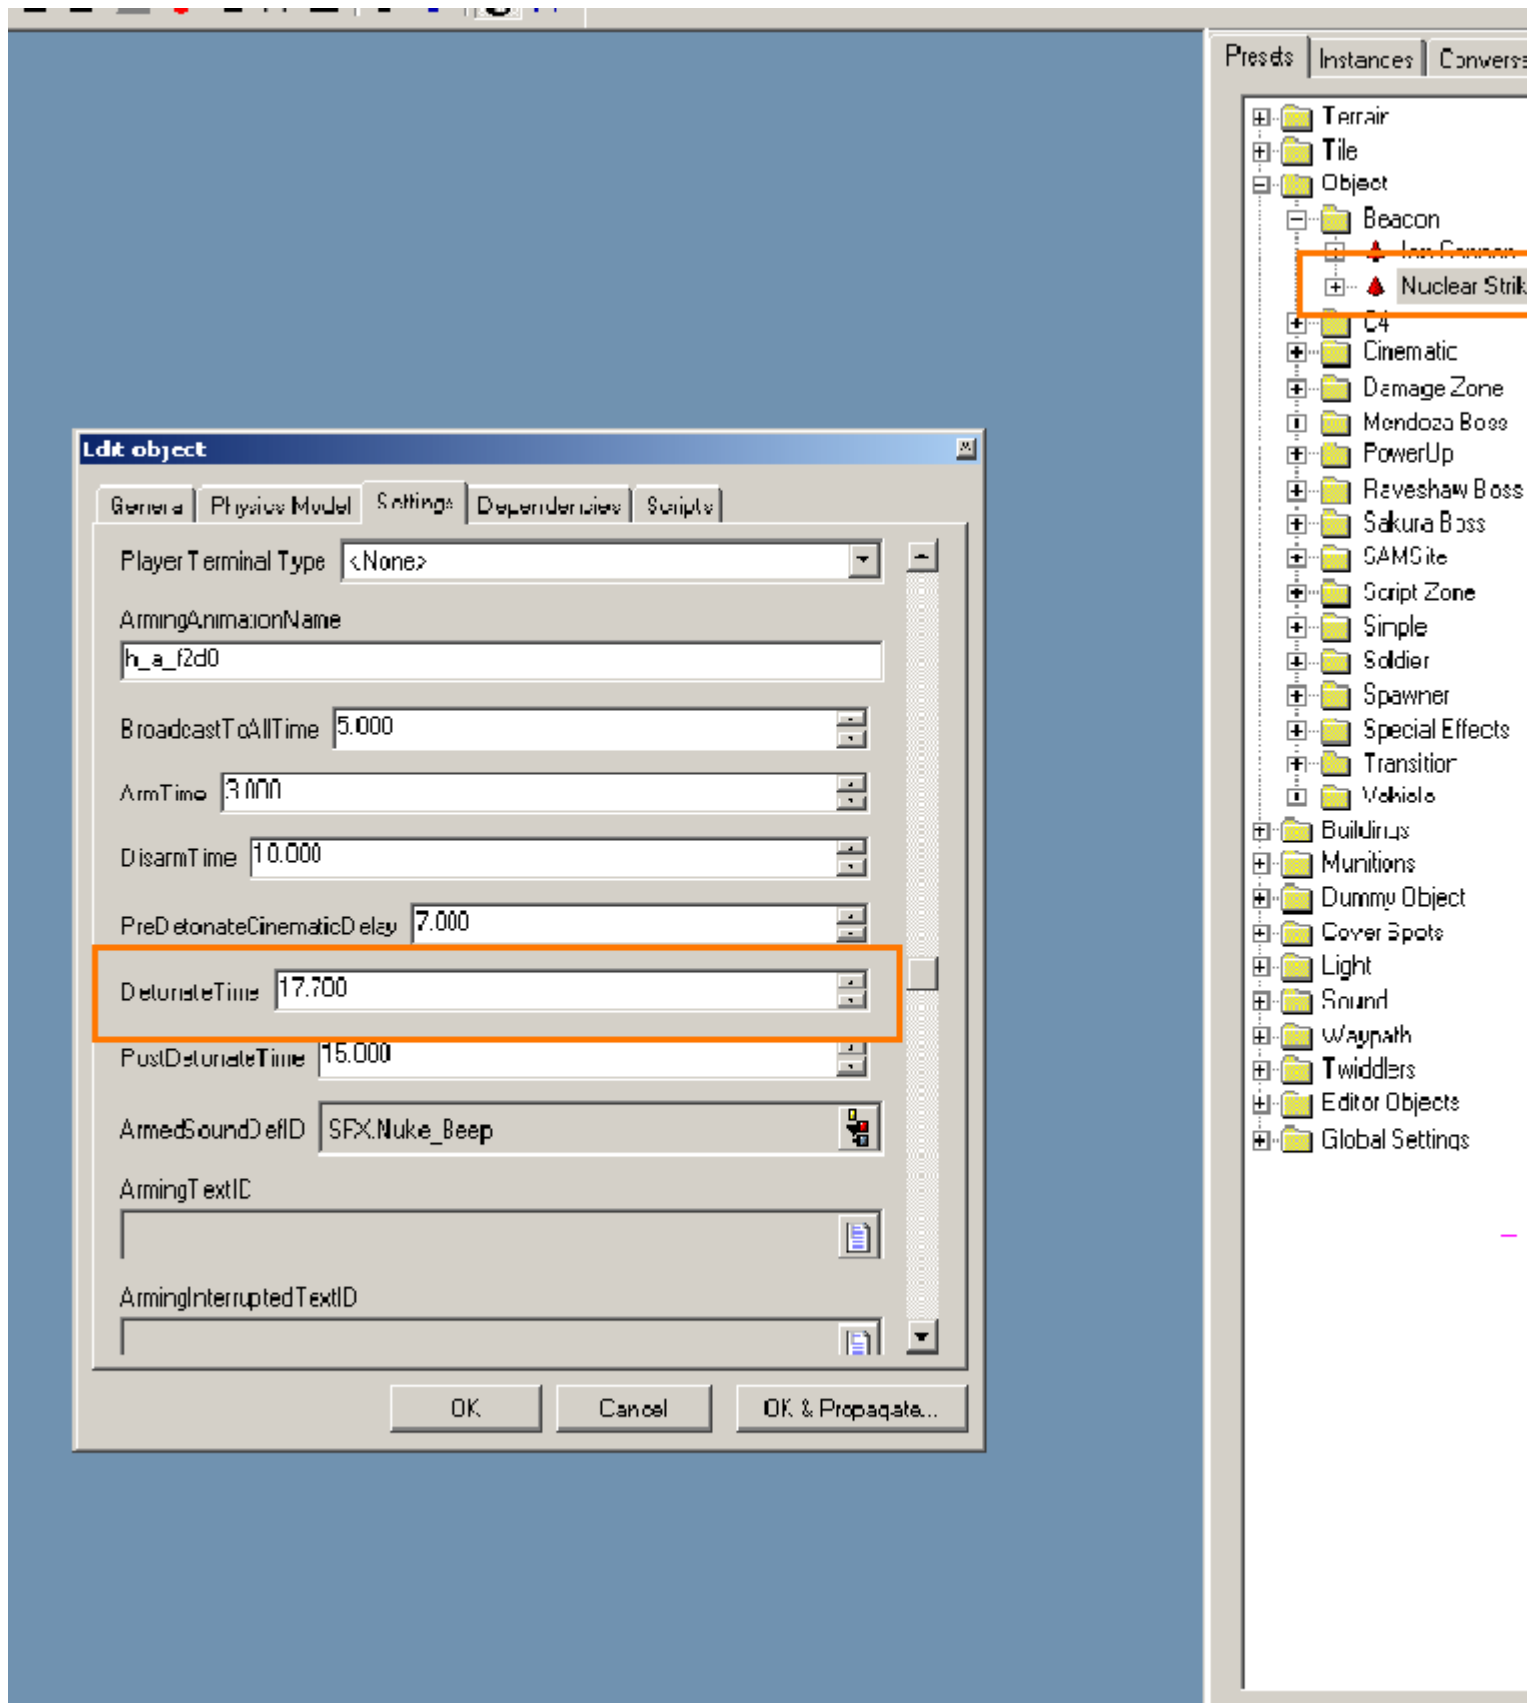 Presets Instances Converse
Terrain
Tile
Object
Beacon
Ion Cannon
Nuclear Strik
C4
Cinematic
Damage Zone
Mendoza Boss
PowerUp
Raveshaw Boss
Sakura Boss
SAMSite
Script Zone
Simple
Soldier
Spawner
Special Effects
Transition
Vehicle
Buildings
Munitions
Dummy Object
Cover Spots
Light
Sound
Waypath
Twiddlers
Editor Objects
Global Settings
Edit object
General Physics Model Settings Dependencies Scripts
Player Terminal Type <None>
ArmingAnimationName
h_a_f2d0
BroadcastToAllTime 5.000
ArmTime 3.000
DisarmTime 10.000
PreDetonateCinematicDelay 7.000
DetonateTime 17.700
PostDetonateTime 15.000
ArmedSoundDefID SFX.Nuke_Beep
ArmingTextID
ArmingInterruptedTextID
OK Cancel OK & Propagate...